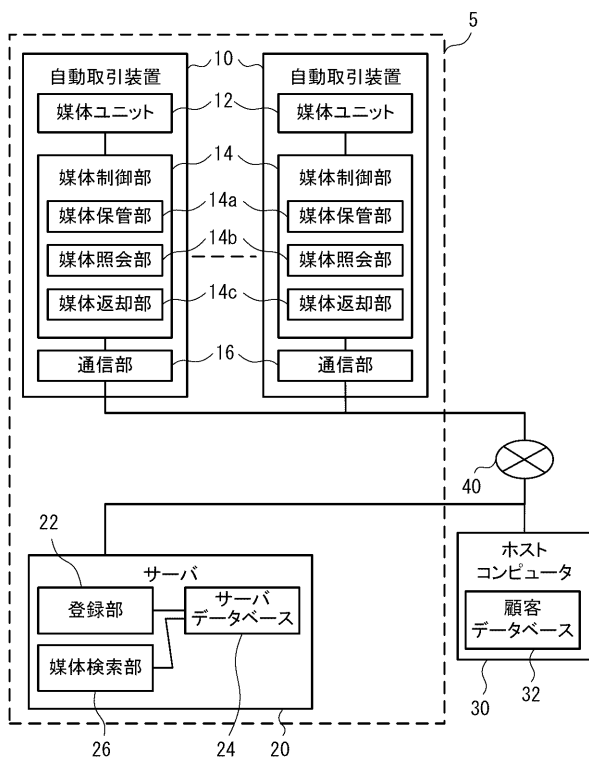 5
自動取引装置
10
自動取引装置
媒体ユニット
12
媒体ユニット
14
媒体制御部
媒体制御部
14a
媒体保管部
媒体保管部
14b
媒体照会部
媒体照会部
14c
媒体返却部
媒体返却部
16
通信部
通信部
40
22
サーバ
登録部
サーバ
データベース
媒体検索部
26
24
20
ホスト
コンピュータ
顧客
データベース
30
32